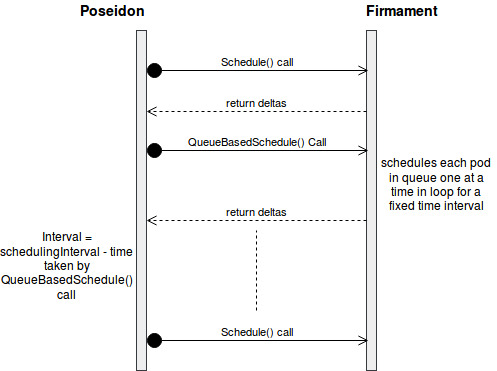 Poseidon
Firmament
Schedule() call
return deltas
QueueBasedSchedule() Call
schedules each pod
in queue one at a
time in loop for a
fixed time interval
return deltas
Interval =
schedulingInterval - time
taken by
QueueBasedSchedule()
call
Schedule() call